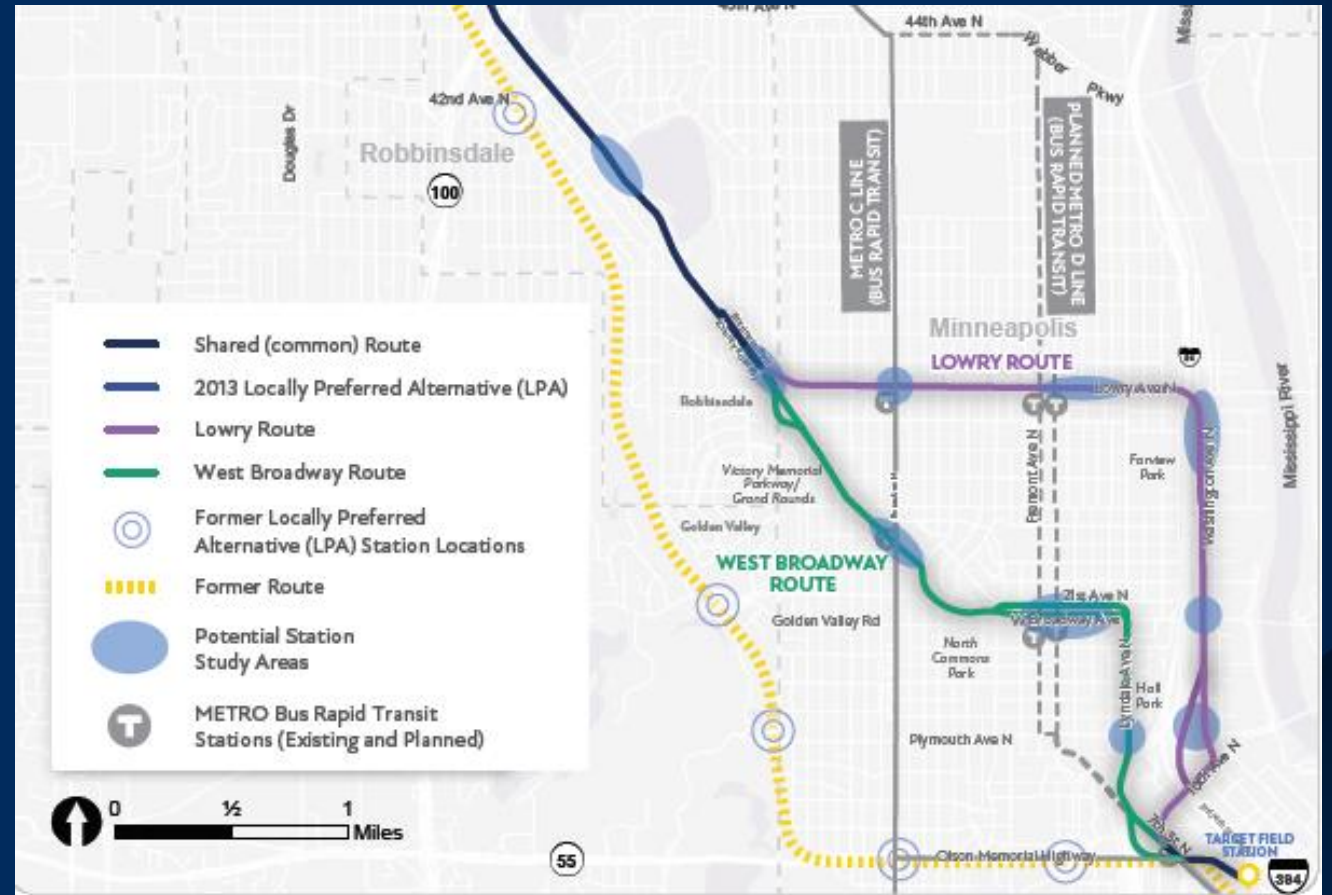 44th Ave N
Webber
Pkwy
42nd Ave N
Douglas Dr
Robbinsdale
100
METRO C LINE
(BUS RAPID TRANSIT)
PLANNED METRO D LINE
(BUS RAPID TRANSIT)
Minneapolis
LOWRY ROUTE
Lowry Ave N
Mississippi River
Shared (common) Route
2013 Locally Preferred Alternative (LPA)
Lowry Route
West Broadway Route
Former Locally Preferred
Alternative (LPA) Station Locations
Former Route
Potential Station
Study Areas
METRO Bus Rapid Transit
Stations (Existing and Planned)
Robbinsdale
Victory Memorial
Parkway/
Grand Rounds
Golden Valley
Fremont Ave N
Farview
Park
Washington Ave N
WEST BROADWAY
ROUTE
21st Ave N
W Broadway Ave
Golden Valley Rd
North
Commons
Park
Lyndale Ave N
Hall
Park
Plymouth Ave N
10th Ave N
7th St N
TARGET FIELD
STATION
Olson Memorial Highway
0 ½ 1
Miles
55
394
T
T
T
T
T